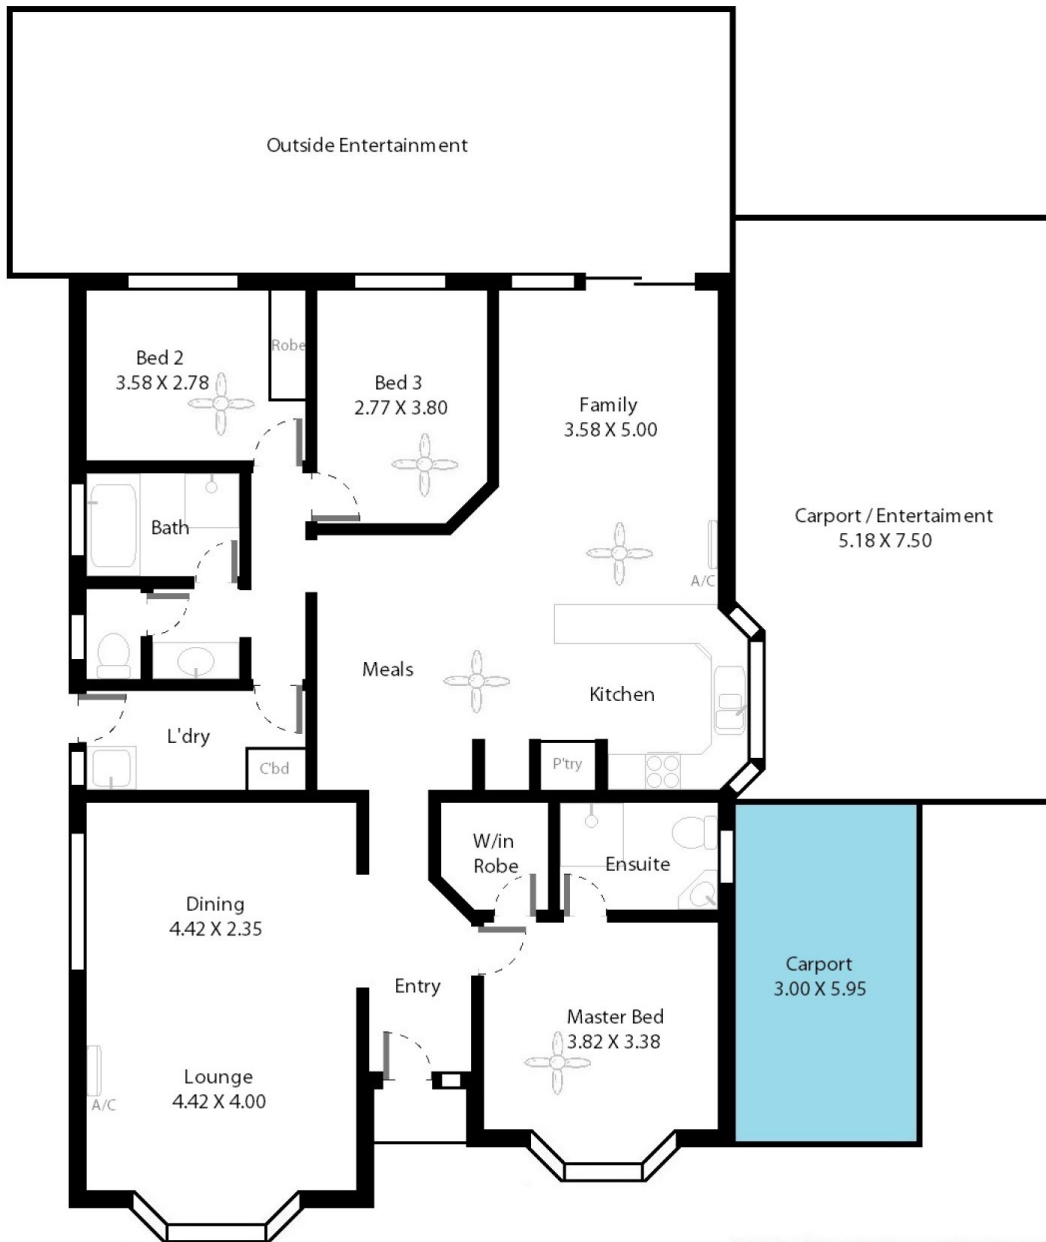 Outside Entertainment
Bed 2
3.58 X 2.78
Robe
Bed 3
2.77 X 3.80
Family
3.58 X 5.00
Carport / Entertaiment
5.18 X 7.50
Bath
A/C
Meals
Kitchen
L'dry
C'bd
P'try
W/in
Robe
Ensuite
Dining
4.42 X 2.35
Carport
3.00 X 5.95
Entry
Master Bed
3.82 X 3.38
Lounge
4.42 X 4.00
A/C